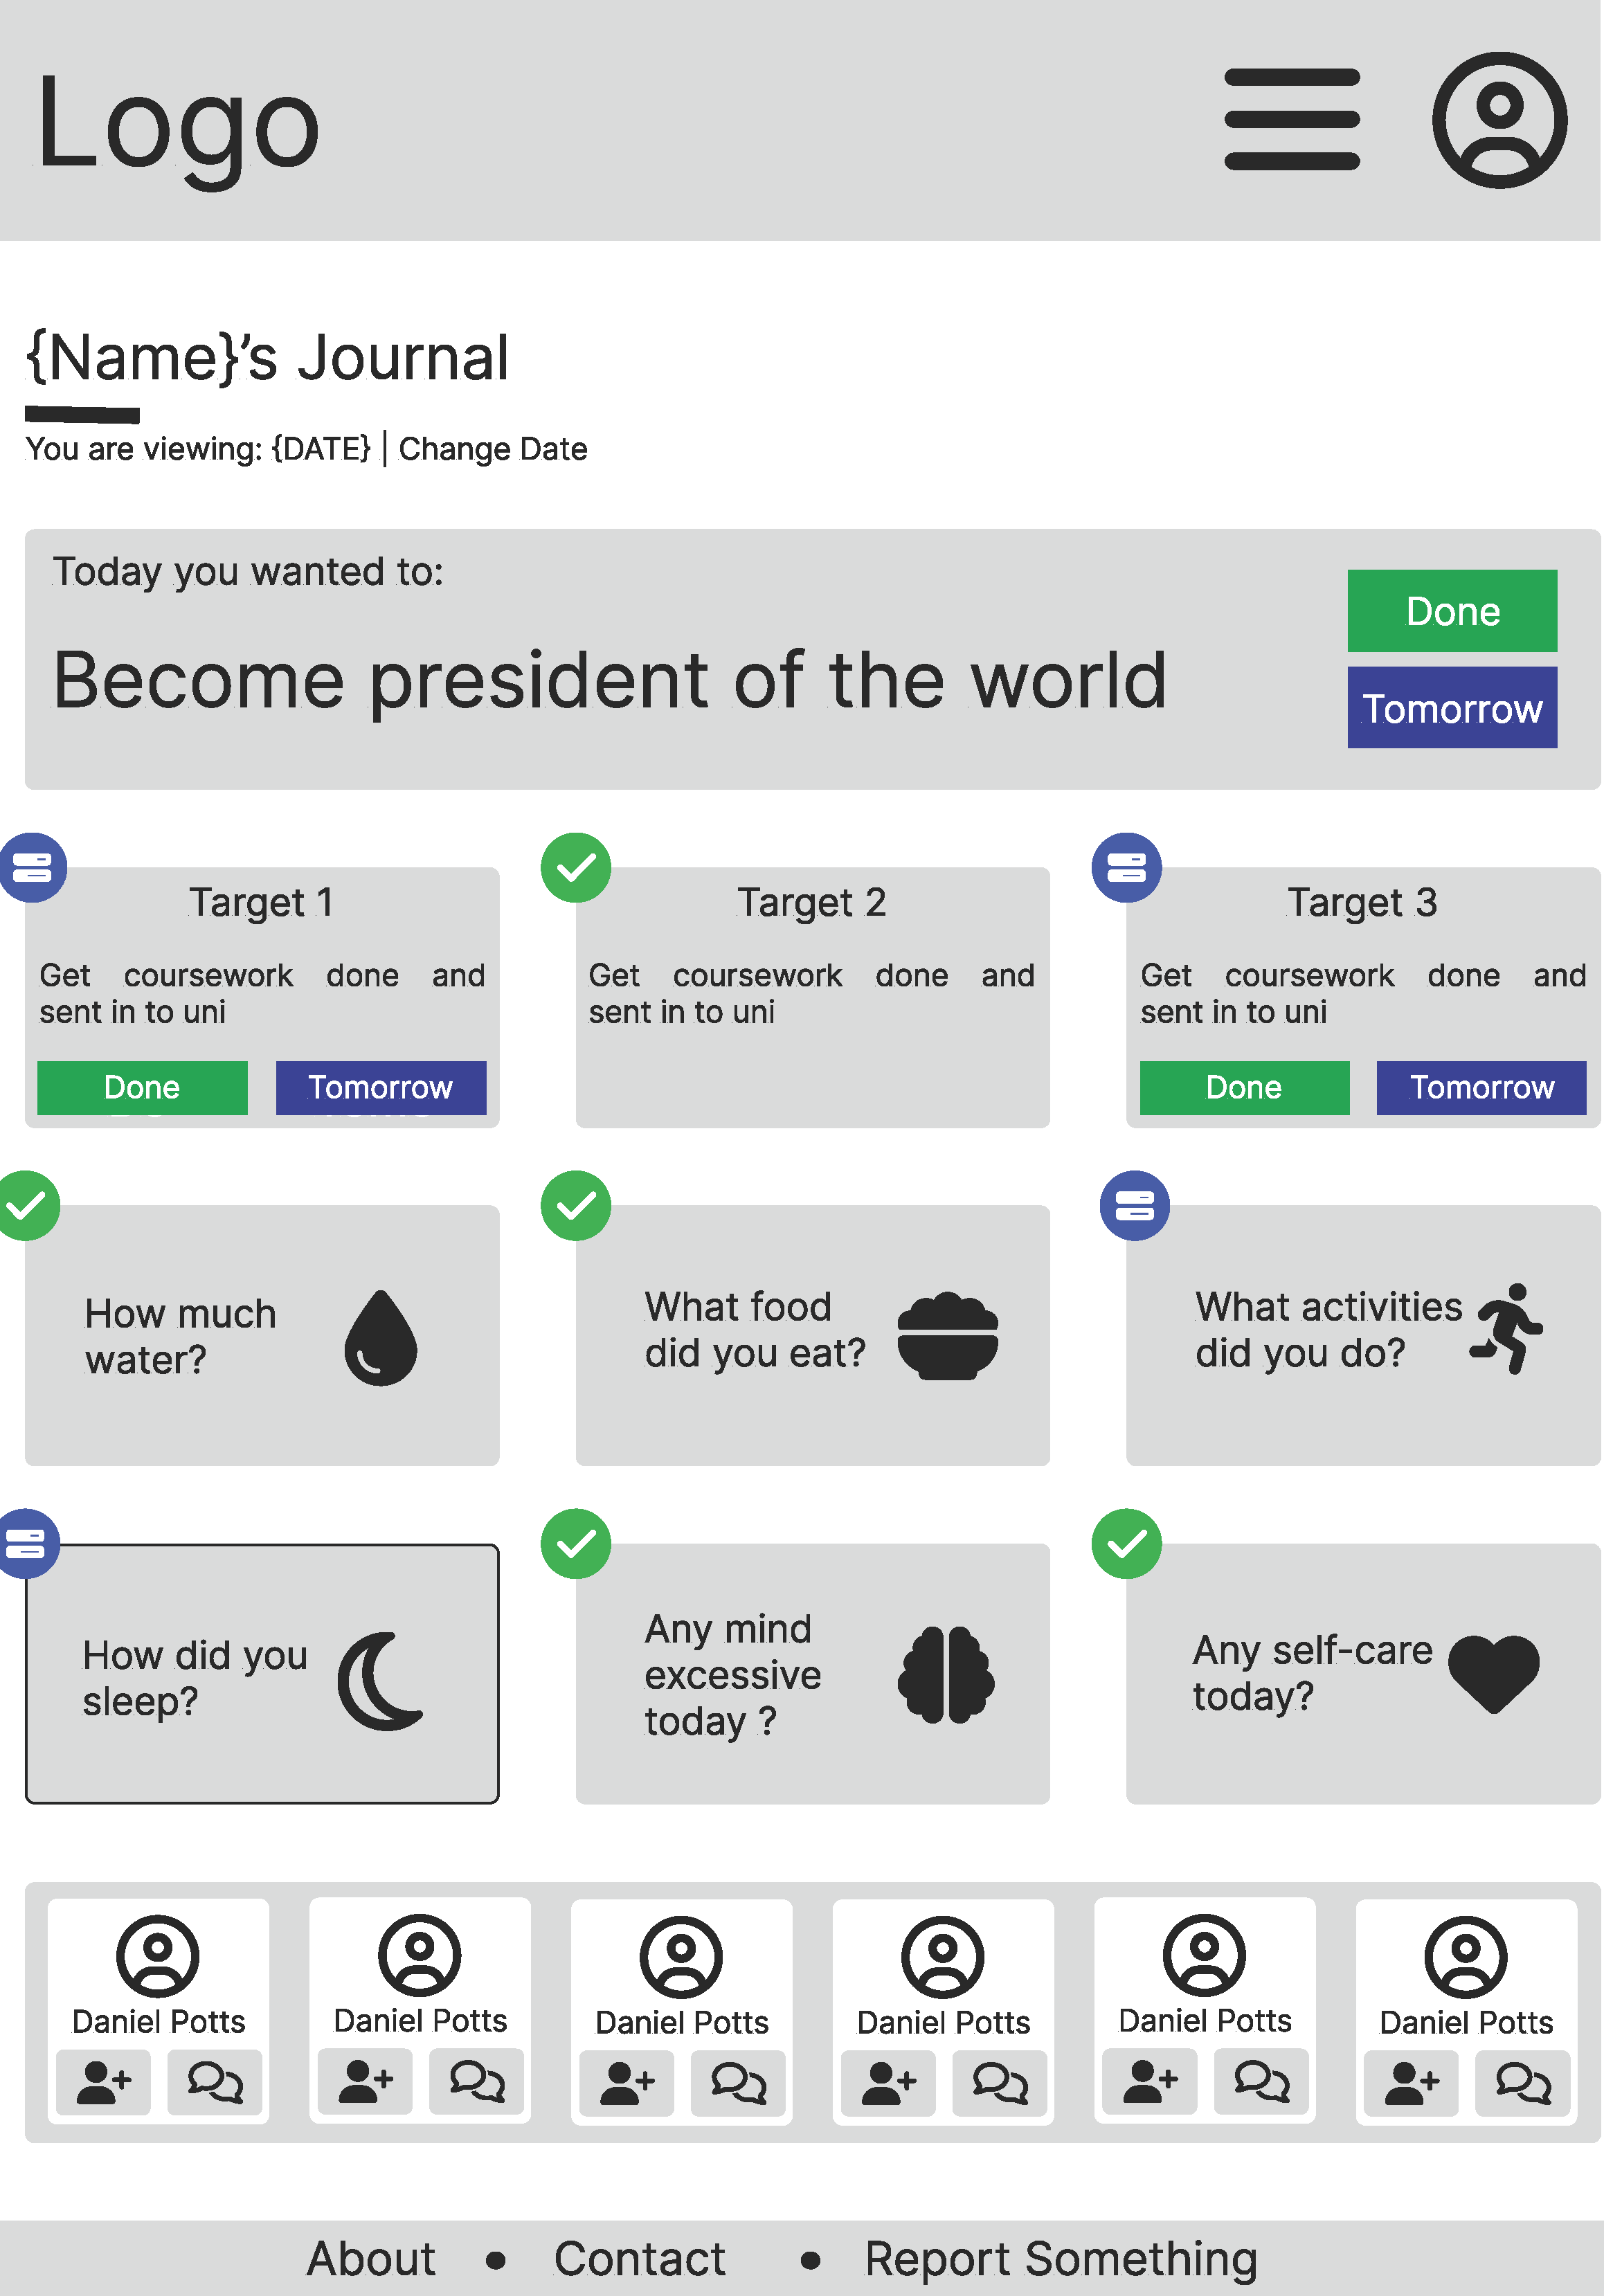 Logo
{Name}’s Journal
You are viewing: {DATE} | Change Date
Today you wanted to:
Become president of the world
Done
Tomorrow
Target 1
Get coursework done and
sent in to uni
Done
Tomorrow
Target 2
Get coursework done and
sent in to uni
Target 3
Get coursework done and
sent in to uni
Done
Tomorrow
How much
water?
What food
did you eat?
What activities
did you do?
How did you
sleep?
Any mind
excessive
today ?
Any self-care
today?
Daniel Potts
Daniel Potts
Daniel Potts
Daniel Potts
Daniel Potts
Daniel Potts
About • Contact • Report Something